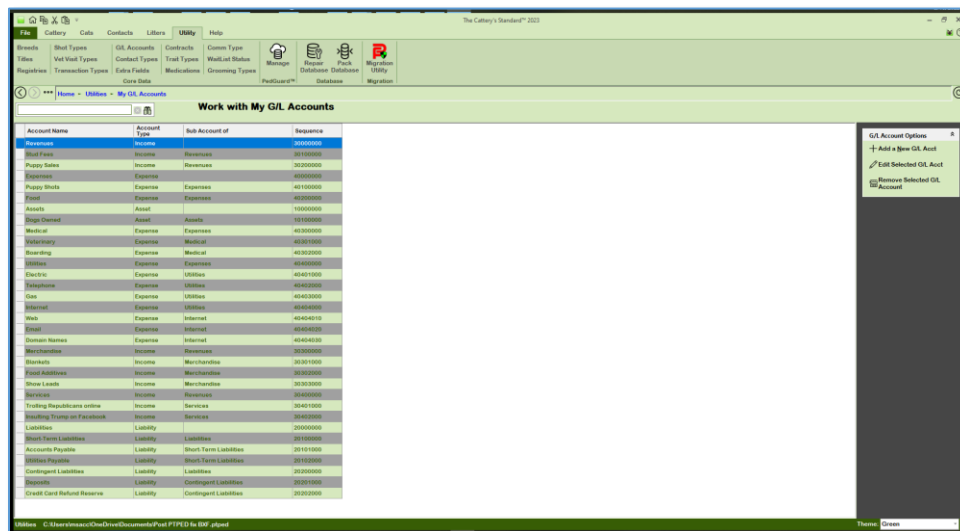 The Cattery's Standard™ 2025
File Cattery Cats Contacts Litters Utility Help
Breeds Shot Types G/L Accounts Contracts Comm Type
Titles Vet Visit Types Contact Types Trait Types WaitList Status
Registries Transaction Types Extra Fields Medications Grooming Types
Manage Repair Database Pack Database Migration Utility
Core Data PedGuard™ Database Migration
Home - Utilities - My G/L Accounts
Work with My G/L Accounts
Account Name Account Type Sub Account of Sequence
Revenues Income 30000000
Stud Fees Income Revenues 30100000
Puppy Sales Income Revenues 30200000
Expenses Expense 40000000
Puppy Shots Expense Expenses 40100000
Food Expense Expenses 40200000
Assets Asset 10000000
Dogs Owned Asset Assets 10100000
Medical Expense Expenses 40300000
Veterinary Expense Medical 40301000
Boarding Expense Medical 40302000
Utilities Expense Expenses 40400000
Electric Expense Utilities 40401000
Telephone Expense Utilities 40402000
Gas Expense Utilities 40403000
Internet Expense Utilities 40404000
Web Expense Internet 40404010
Email Expense Internet 40404020
Domain Names Expense Internet 40404030
Merchandise Income Revenues 30300000
Blankets Income Merchandise 30301000
Food Additives Income Merchandise 30302000
Show Leads Income Merchandise 30303000
Services Income Revenues 30400000
Trolling Republicans online Income Services 30401000
Insulting Trump on Facebook Income Services 30402000
Liabilities Liability 20000000
Short-Term Liabilities Liability Liabilities 20100000
Accounts Payable Liability Short-Term Liabilities 20101000
Utilities Payable Liability Short-Term Liabilities 20102000
Contingent Liabilities Liability Liabilities 20200000
Deposits Liability Contingent Liabilities 20201000
Credit Card Refund Reserve Liability Contingent Liabilities 20202000
G/L Account Options
Add a New G/L Acct
Edit Selected G/L Acct
Remove Selected G/L
Account
Utilities C:\Users\msacc\OneDrive\Documents\Post PTPED fix BXF .ptped Theme: Green